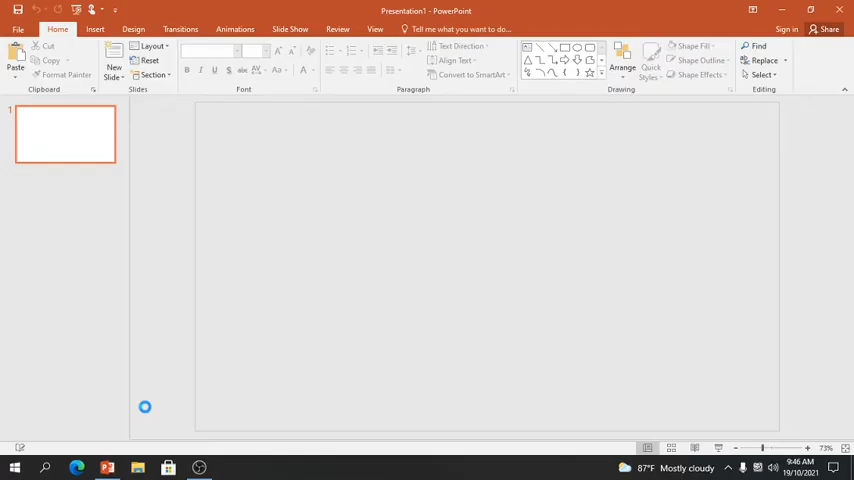 Presentation1 - PowerPoint
File Home Insert Design Transitions Animations Slide Show Review View Tell me what you want to do... Sign in Share
Paste Cut Copy Format Painter Clipboard
New Slide Layout Reset Section Slides
B I U S abc AV Aa A Font
Text Direction Align Text Convert to SmartArt Paragraph
Arrange Quick Styles Shape Fill Shape Outline Shape Effects Drawing
Find Replace Select Editing
1
73%
87°F Mostly cloudy 9:46 AM
19/10/2021